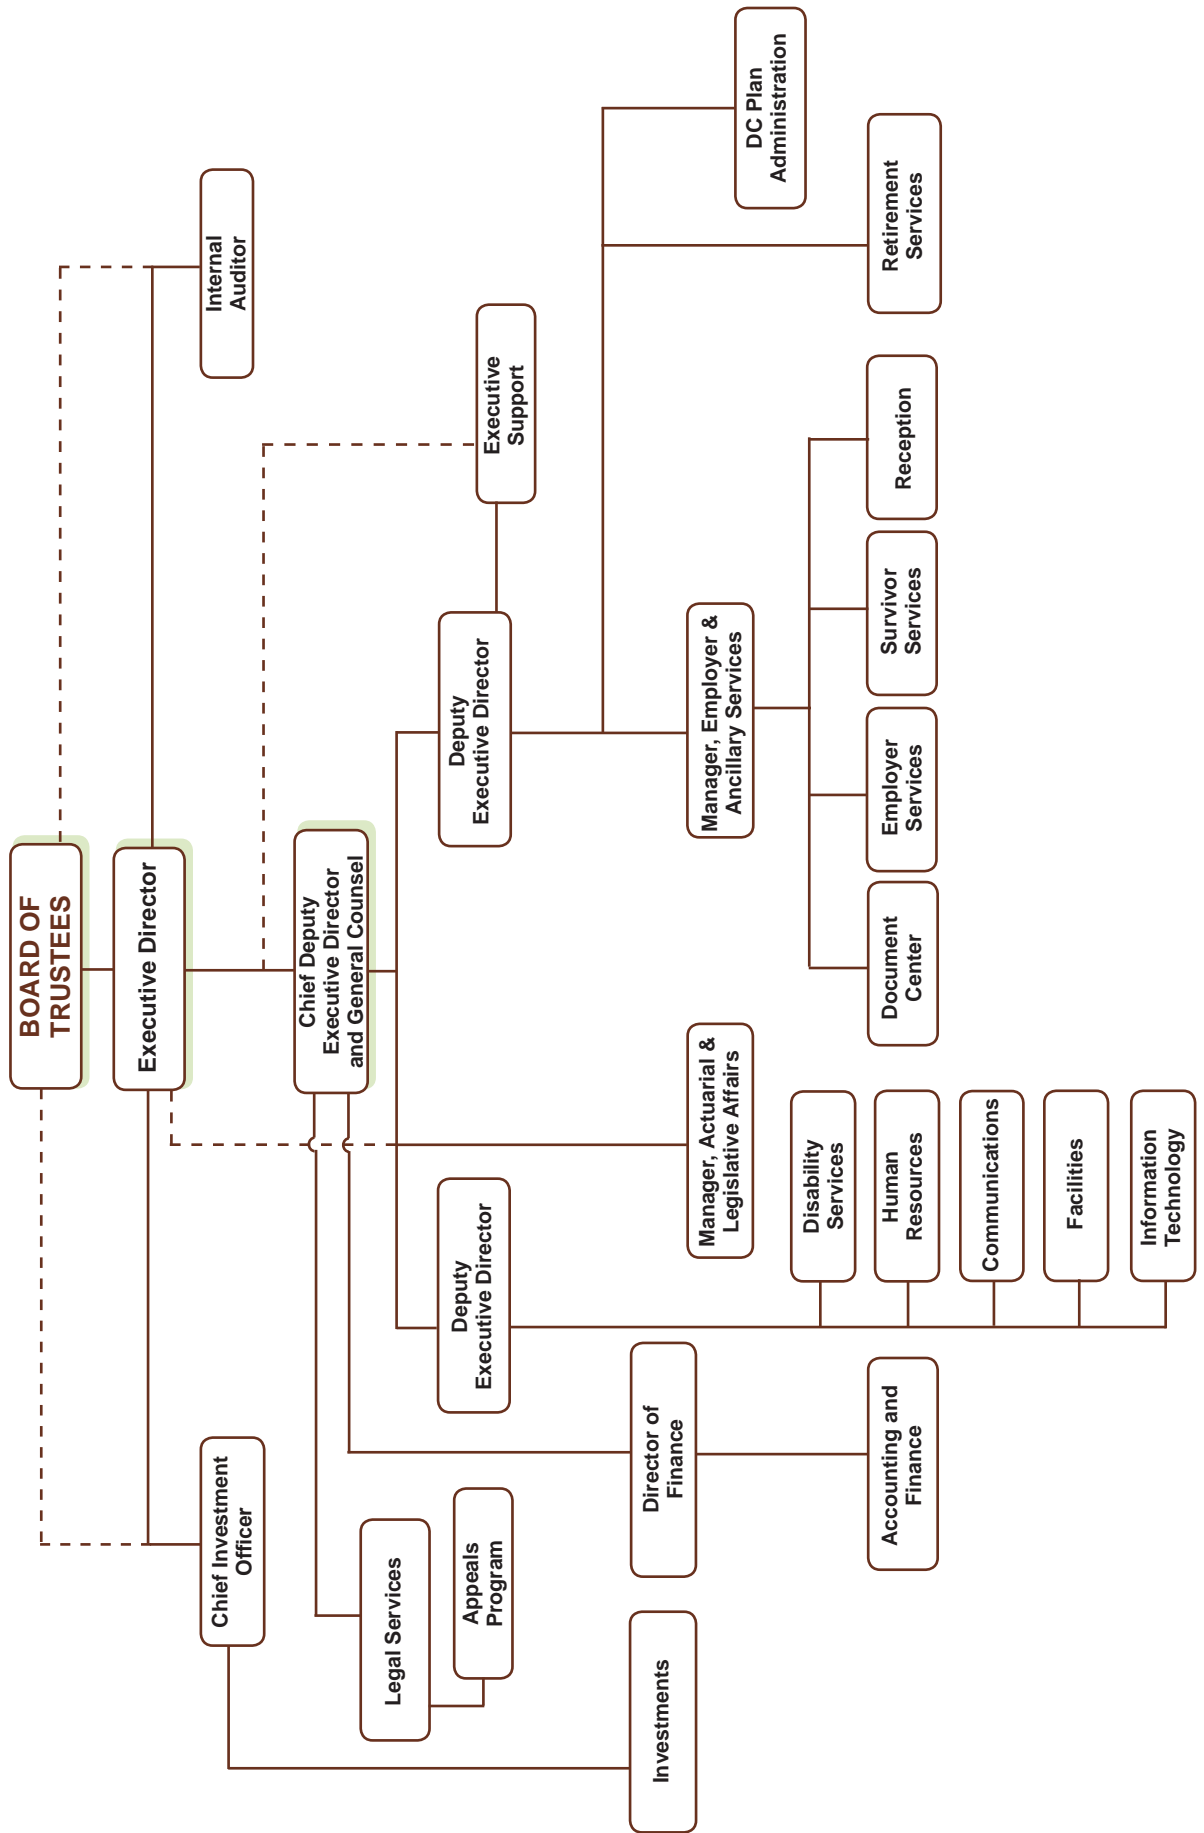 BOARD OF
TRUSTEES
Executive Director
Chief Investment
Officer
Internal
Auditor
Chief Deputy
Executive Director
and General Counsel
Legal Services
Appeals
Program
Deputy
Executive Director
Deputy
Executive Director
Executive
Support
Investments
Director of
Finance
Manager, Actuarial &
Legislative Affairs
Manager, Employer &
Ancillary Services
DC Plan
Administration
Accounting and
Finance
Disability
Services
Human
Resources
Communications
Facilities
Information
Technology
Document
Center
Employer
Services
Survivor
Services
Reception
Retirement
Services